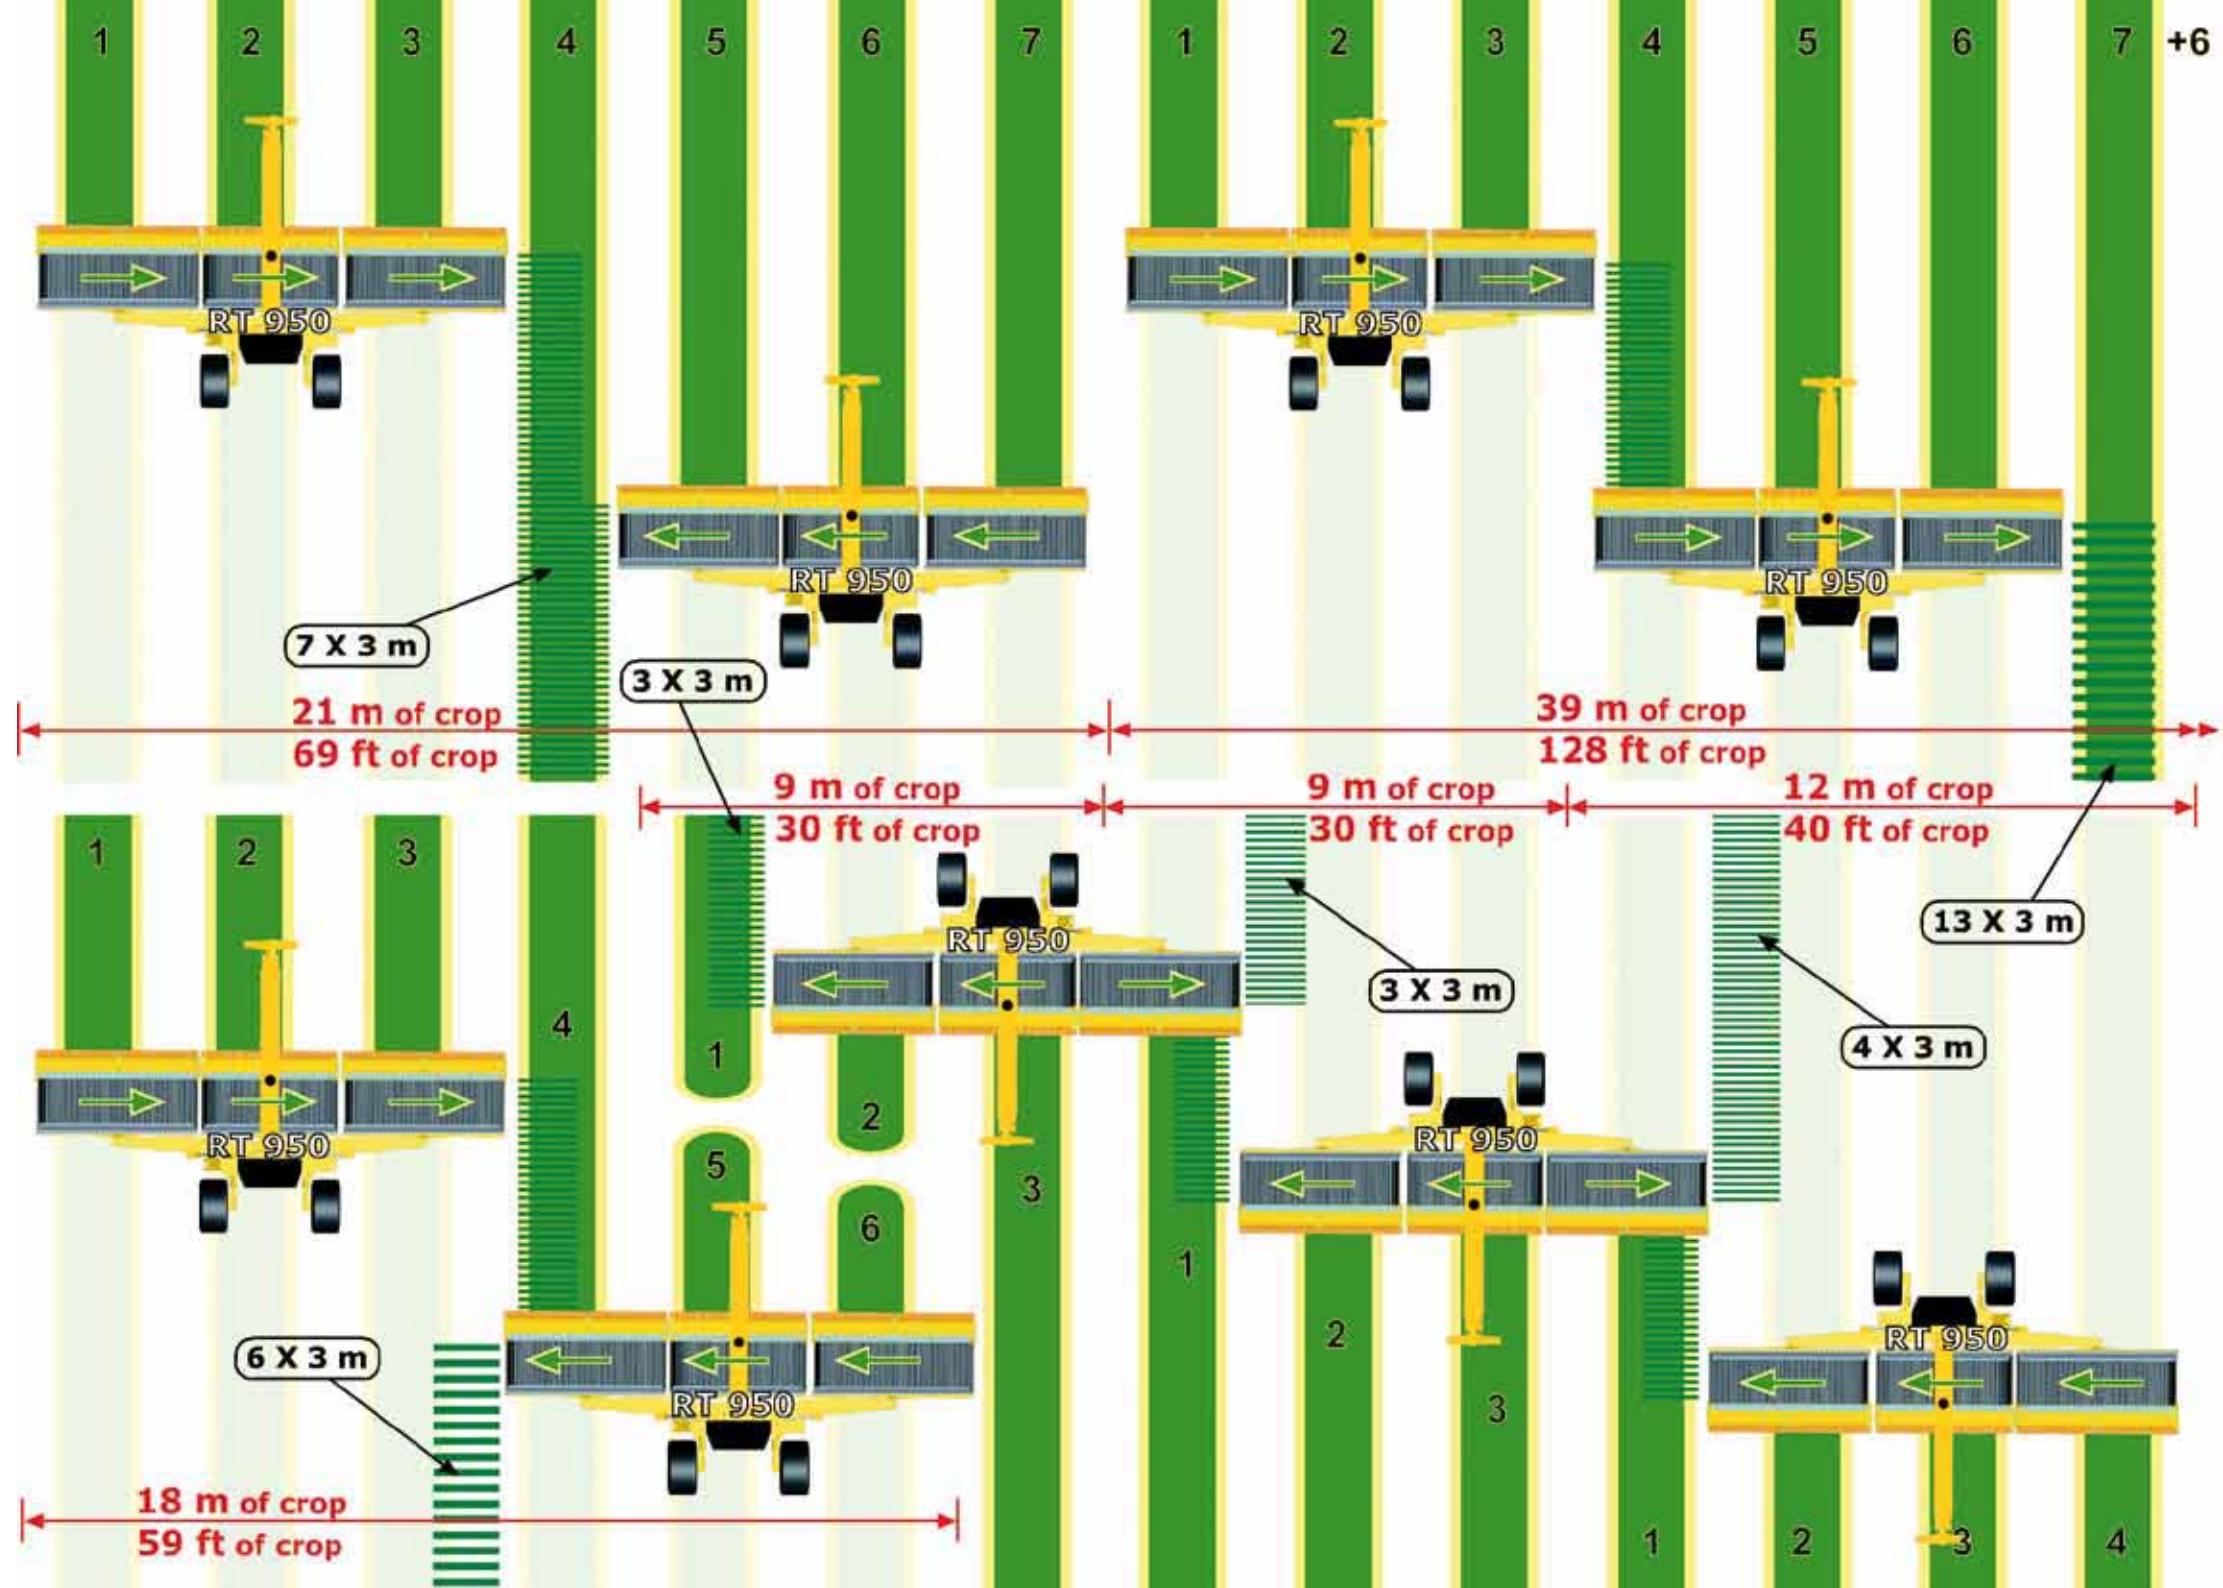 1 2 3 4 5 6 7 1 2 3 4 5 6 7 +6
RT 950
RT 950
RT 950
RT 950
7 X 3 m
3 X 3 m
21 m of crop
69 ft of crop
39 m of crop
128 ft of crop
9 m of crop
30 ft of crop
9 m of crop
30 ft of crop
12 m of crop
40 ft of crop
1 2 3
13 X 3 m
RT 950
3 X 3 m
4
1
4 X 3 m
2
RT 950
RT 950
5
3
6
1
2
RT 950
6 X 3 m
RT 950
3
18 m of crop
59 ft of crop
1 2 3 4